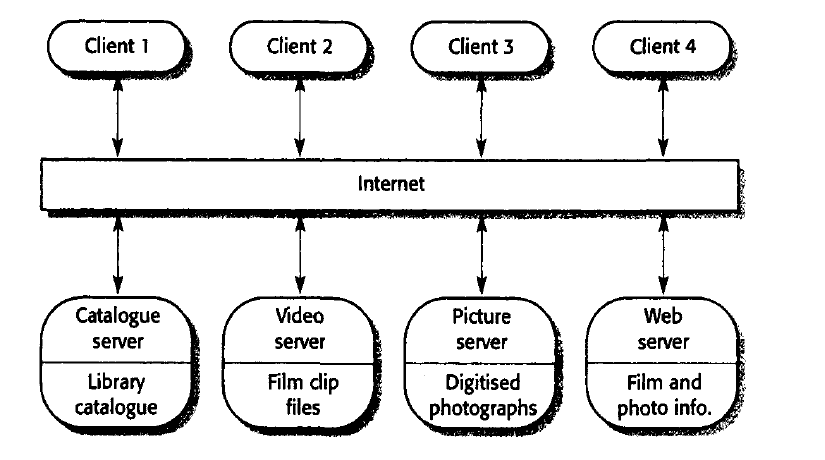 Client 1
Client 2
Client 3
Client 4
Internet
Catalogue
server
Library
catalogue
Video
server
Film clip
files
Picture
server
Digitised
photographs
Web
server
Film and
photo info.